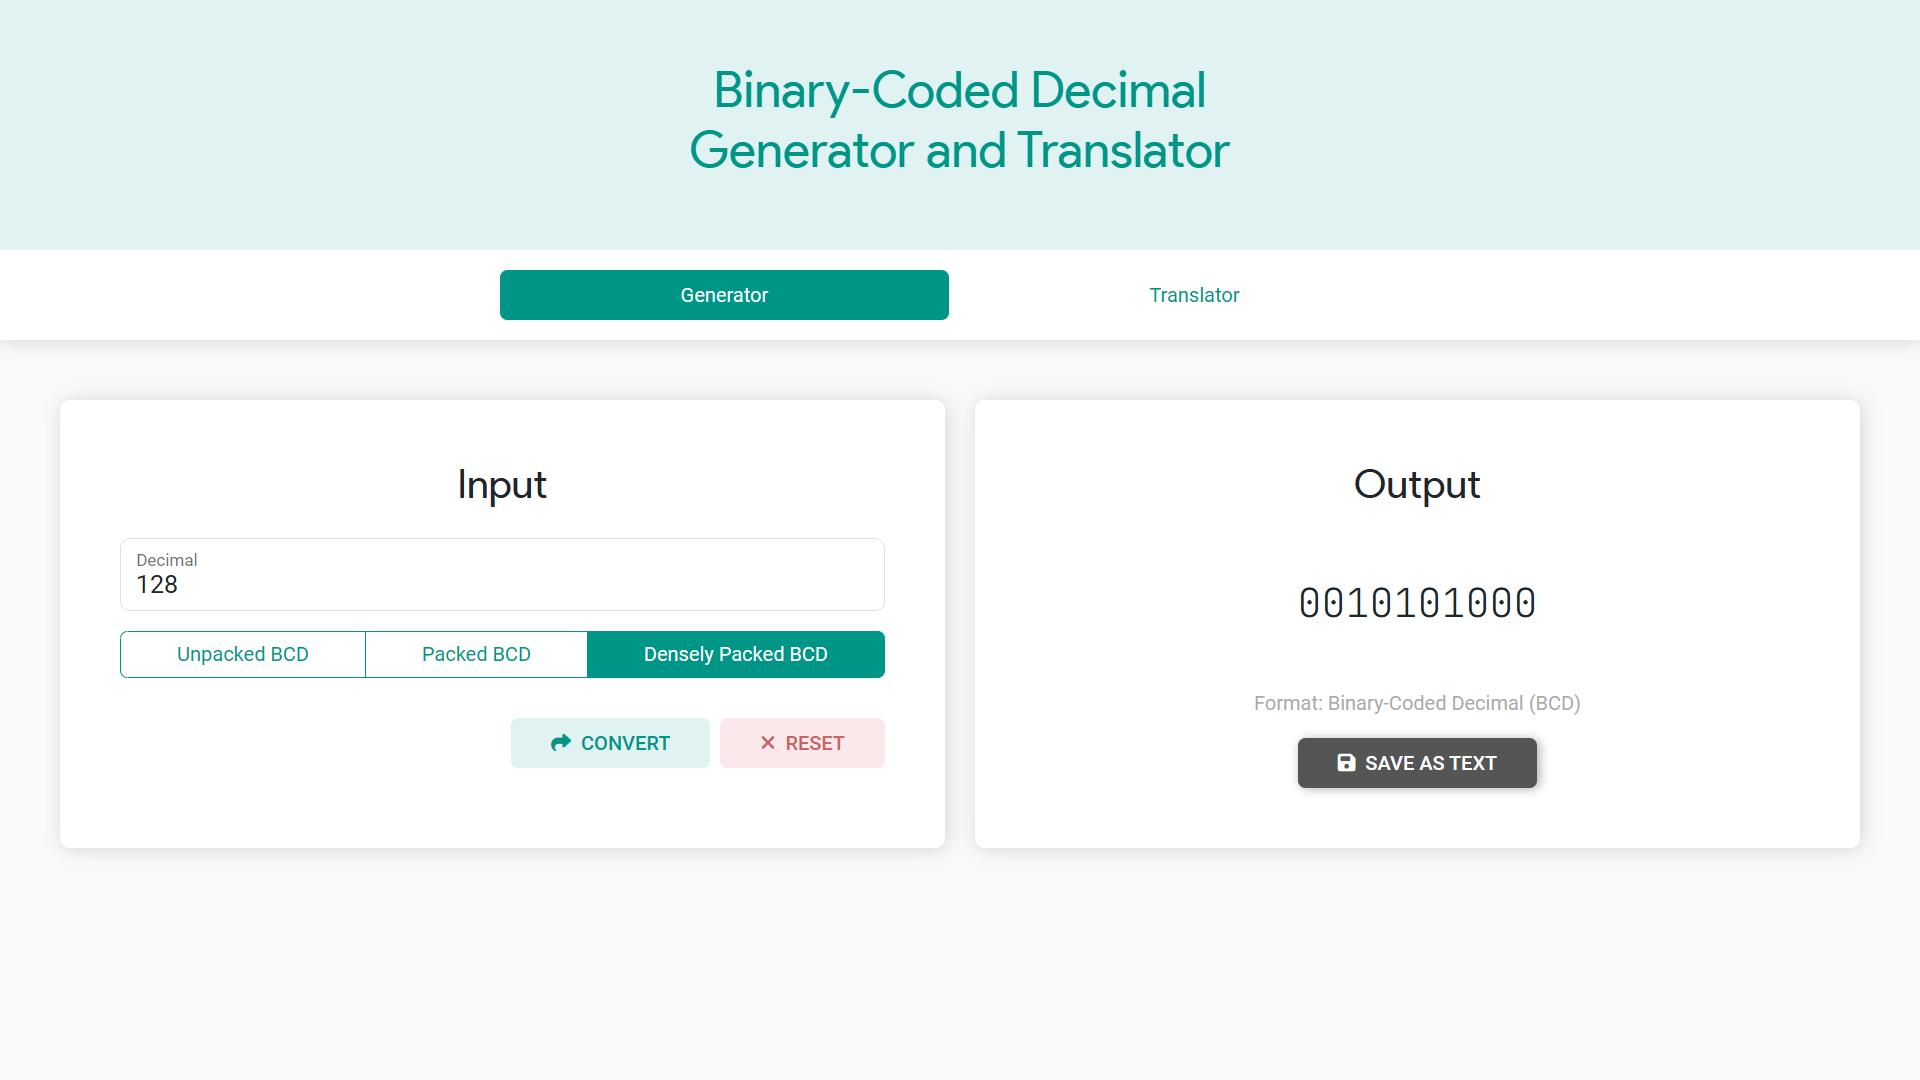 Binary-Coded Decimal
Generator and Translator
Generator
Translator
Input
Decimal
128
Unpacked BCD
Packed BCD
Densely Packed BCD
CONVERT
RESET
Output
0010101000
Format: Binary-Coded Decimal (BCD)
SAVE AS TEXT